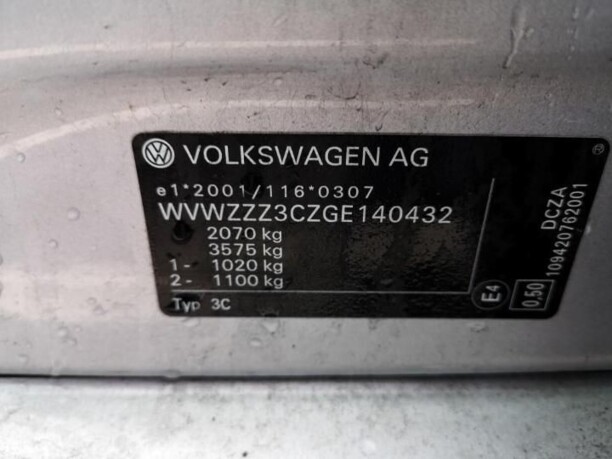 VOLKSWAGEN AG
e1*2001/116*0307
WVWZZZ3CZGE140432
2070 kg
3575 kg
1 - 1020 kg
2 - 1100 kg
Typ 3C
E4
0,50
DCZA
109420762001